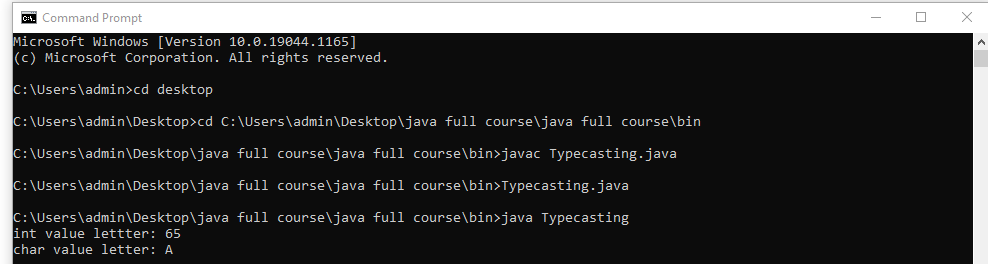 Command Prompt
Microsoft Windows [Version 10.0.19044.1165]
(c) Microsoft Corporation. All rights reserved.
C:\Users\admin>cd desktop
C:\Users\admin\Desktop>cd C:\Users\admin\Desktop\java full course\java full course\bin
C:\Users\admin\Desktop\java full course\java full course\bin>javac Typecasting.java
C:\Users\admin\Desktop\java full course\java full course\bin>Typecasting.java
C:\Users\admin\Desktop\java full course\java full course\bin>java Typecasting
int value lettter: 65
char value letter: A